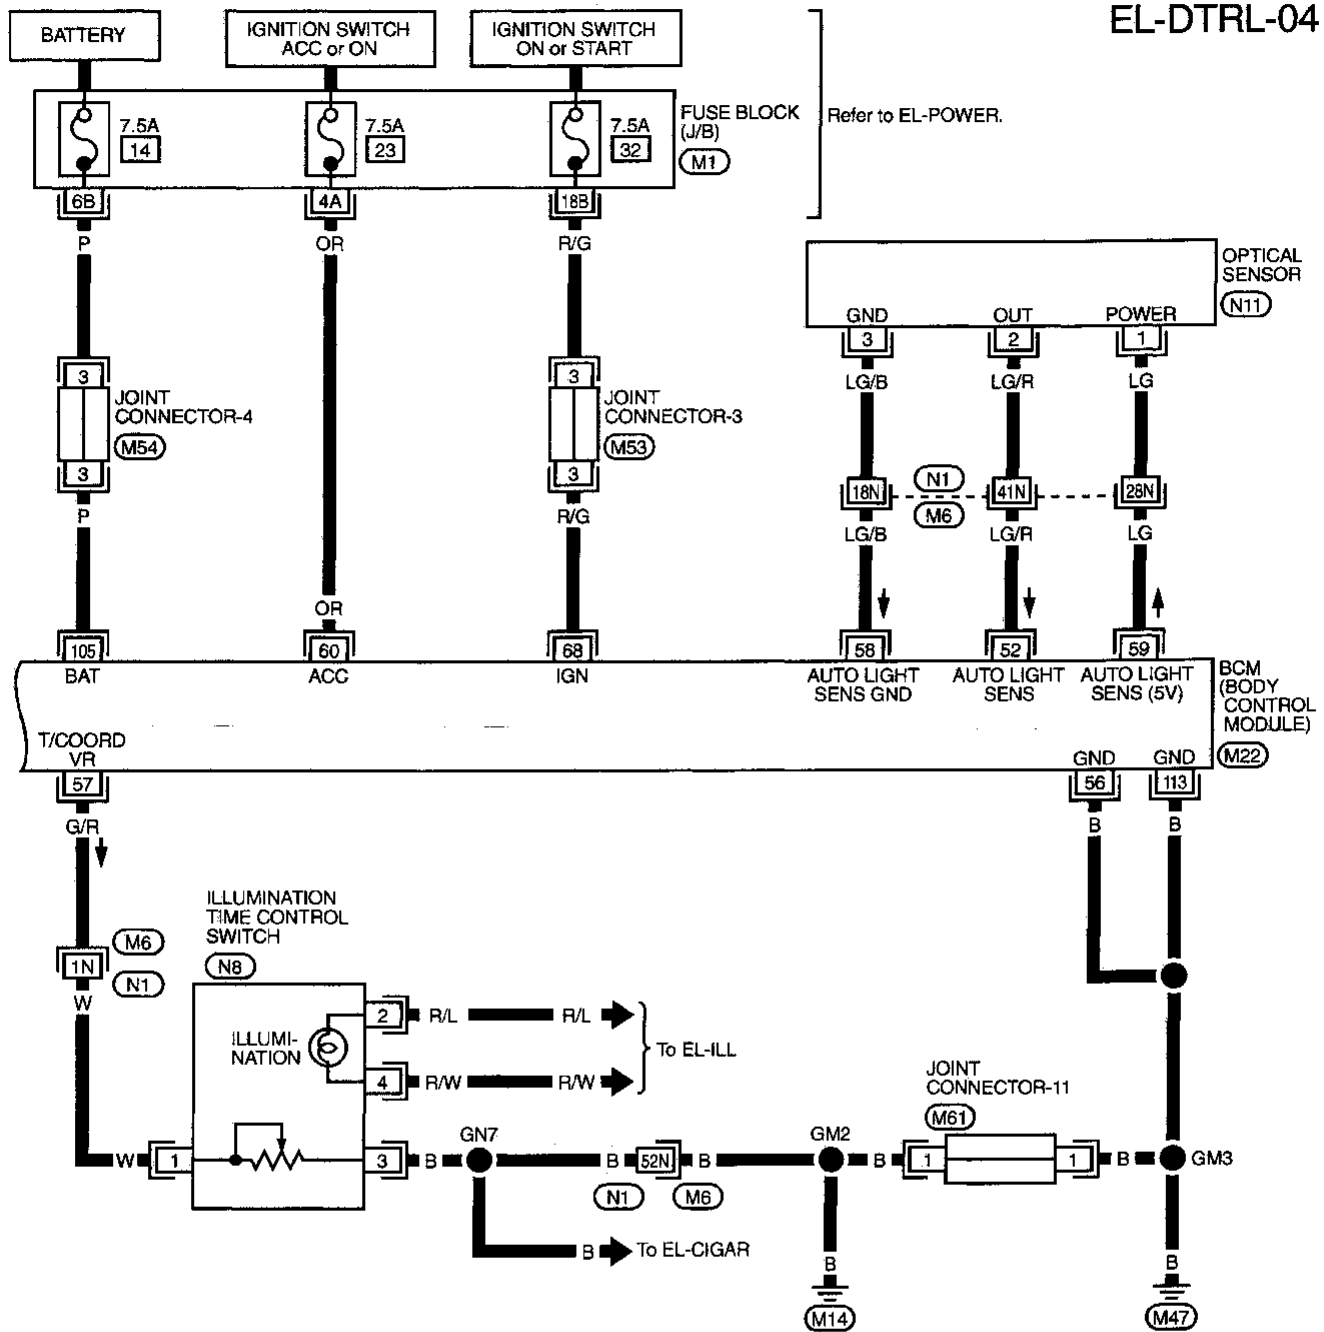 EL-DTRL-04
BATTERY
IGNITION SWITCH
ACC or ON
IGNITION SWITCH
ON or START
7.5A
14
7.5A
23
7.5A
32
FUSE BLOCK
(J/B)
M1
Refer to EL-POWER.
6B
4A
18B
P
OR
R/G
OPTICAL
SENSOR
N11
GND
OUT
POWER
3
2
1
LG/B
LG/R
LG
3
JOINT
CONNECTOR-4
M54
3
3
JOINT
CONNECTOR-3
M53
3
18N
N1
M6
41N
28N
P
R/G
LG/B
LG/R
LG
OR
105
60
68
58
52
59
BAT
ACC
IGN
AUTO LIGHT
SENS GND
AUTO LIGHT
SENS
AUTO LIGHT
SENS (5V)
BCM
(BODY
CONTROL
MODULE)
M22
T/COORD
VR
GND
GND
57
56
113
G/R
B
B
ILLUMINATION
TIME CONTROL
SWITCH
N8
M6
1N
N1
W
ILLUMI-
NATION
2
R/L
R/L
4
R/W
R/W
To EL-ILL
JOINT
CONNECTOR-11
M61
W
1
3
B
GN7
B
52N
B
N1
M6
GM2
B
1
1
B
GM3
B
To EL-CIGAR
B
M14
B
M47